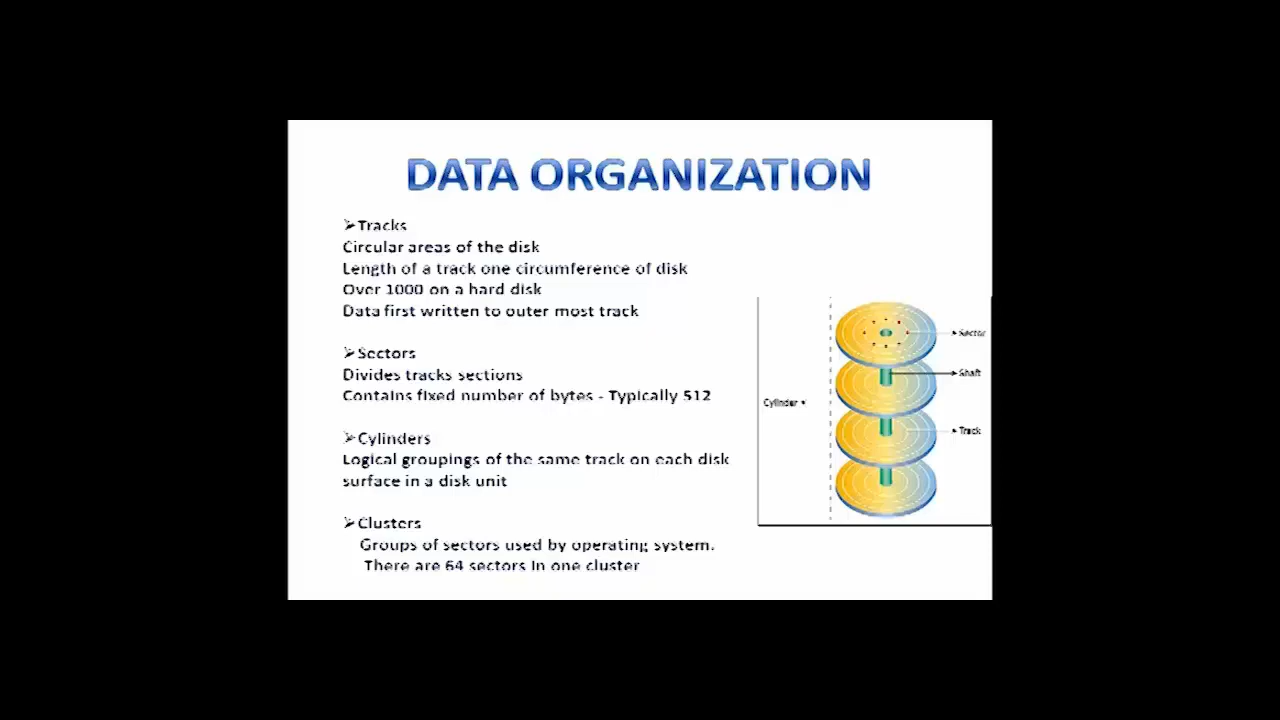 DATA ORGANIZATION
➢Tracks
Circular areas of the disk
Length of a track one circumference of disk
Over 1000 on a hard disk
Data first written to outer most track
➢Sectors
Divides tracks sections
Contains fixed number of bytes - Typically 512
➢Cylinders
Logical groupings of the same track on each disk
surface in a disk unit
➢Clusters
Groups of sectors used by operating system.
There are 64 sectors in one cluster
Sector
Shaft
Cylinder
Track